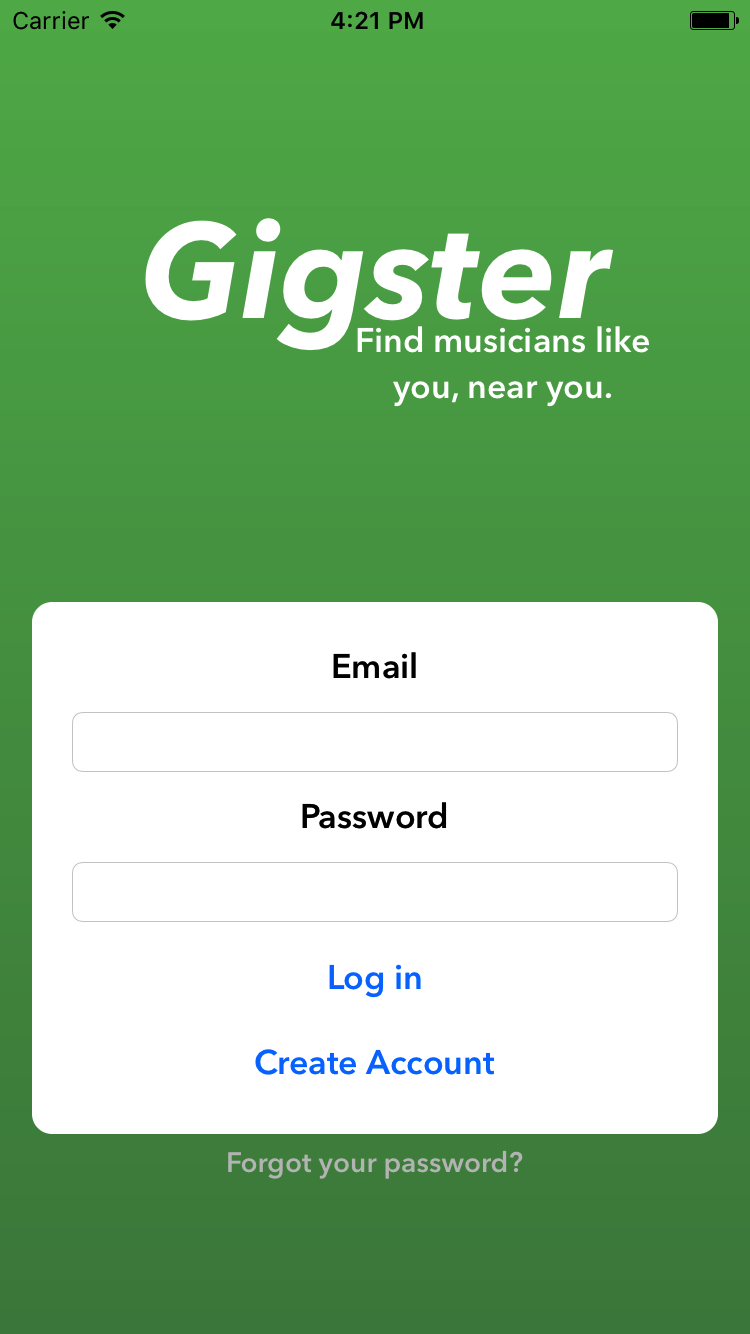 Carrier 4:21 PM
Gigster
Find musicians like
you, near you.
Email
Password
Log in
Create Account
Forgot your password?